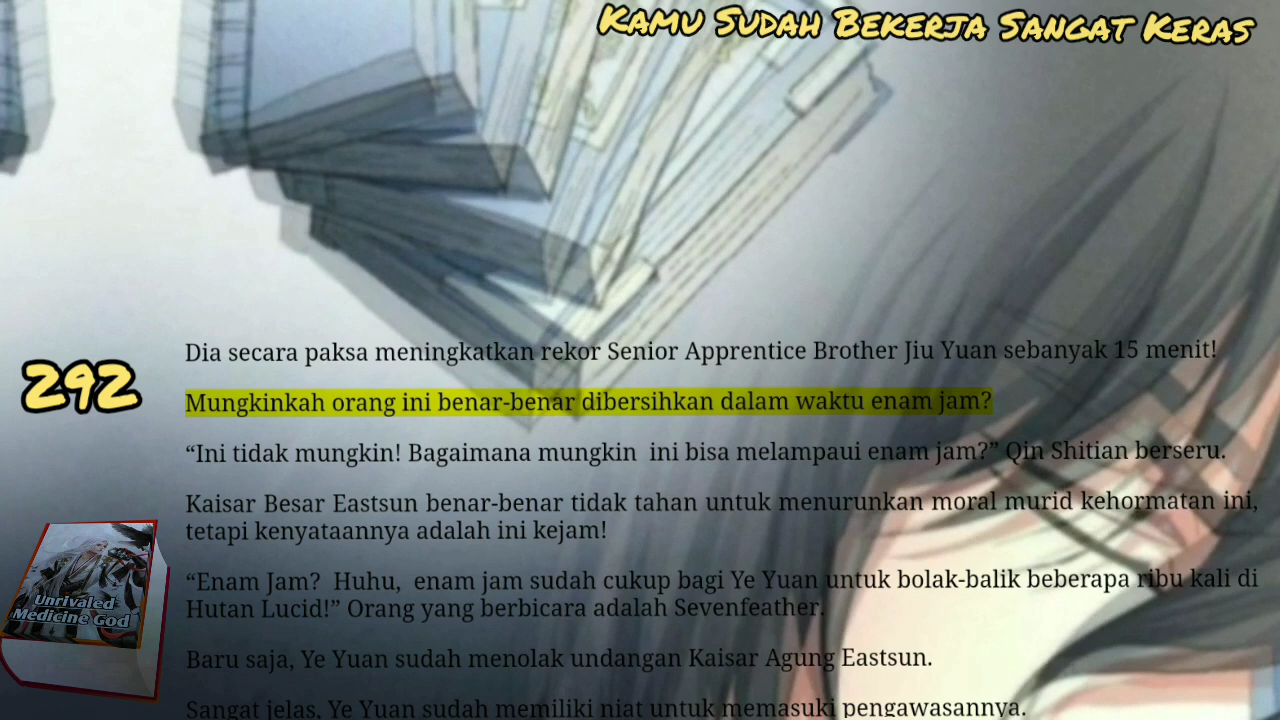 Kamu Sudah Bekerja Sangat Keras
Dia secara paksa meningkatkan rekor Senior Apprentice Brother Jiu Yuan sebanyak 15 menit!
292
Mungkinkah orang ini benar-benar dibersihkan dalam waktu enam jam?
“Ini tidak mungkin! Bagaimana mungkin ini bisa melampaui enam jam?” Qin Shitian berseru.
Kaisar Besar Eastsun benar-benar tidak tahan untuk menurunkan moral murid kehormatan ini,
tetapi kenyataannya adalah ini kejam!
“Enam Jam? Huhu, enam jam sudah cukup bagi Ye Yuan untuk bolak-balik beberapa ribu kali di
Hutan Lucid!” Orang yang berbicara adalah Sevenfeather.
Unrivaled
Medicine God
Baru saja, Ye Yuan sudah menolak undangan Kaisar Agung Eastsun.
Sangat jelas, Ye Yuan sudah memiliki niat untuk memasuki pengawasannya.